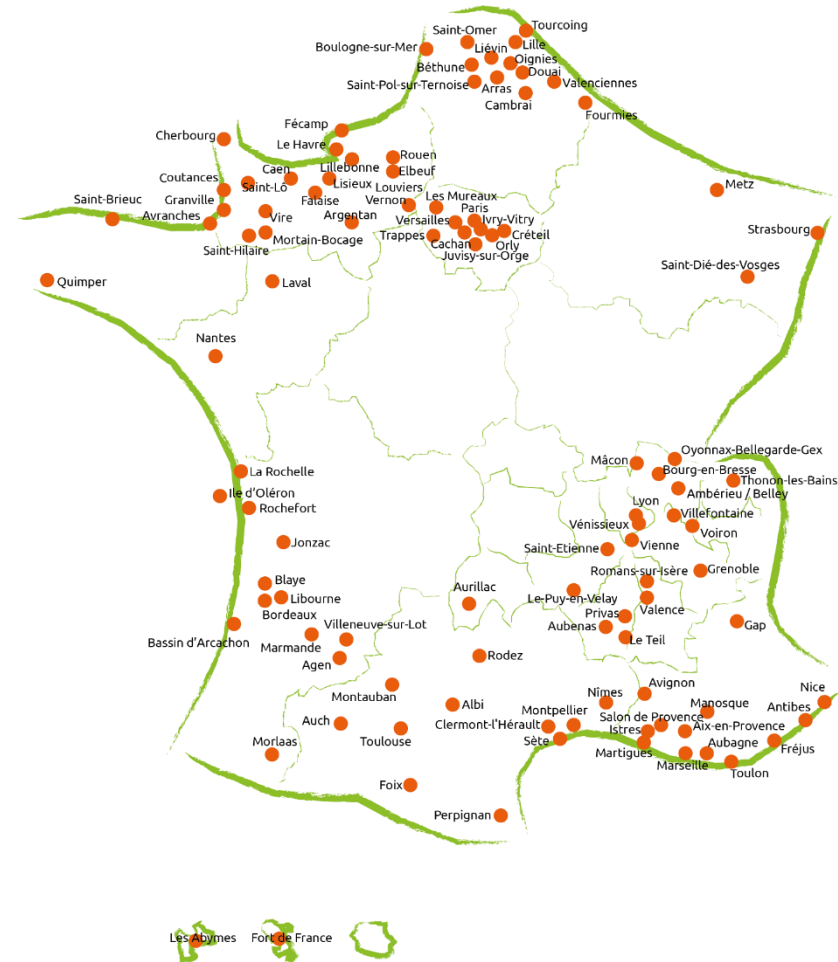 Tourcoing
Saint-Omer
Boulogne-sur-Mer
Liévin
Lille
Oignies
Béthune
Douai
Saint-Pol-sur-Ternoise
Valenciennes
Arras
Cambrai
Fourmies
Fécamp
Cherbourg
Le Havre
Rouen
Caen
Lillebonne
Elbeuf
Coutances
Saint-Lô
Lisieux
Louviers
Metz
Saint-Brieuc
Granville
Falaise
Vernon
Les Mureaux
Avranches
Vire
Argentan
Versailles
Paris
Ivry-Vitry
Strasbourg
Saint-Hilaire
Mortain-Bocage
Trappes
Cachan
Orly
Créteil
Juvisy-sur-Orge
Saint-Dié-des-Vosges
Quimper
Laval
Nantes
Oyonnax-Bellegarde-Gex
Mâcon
Bourg-en-Bresse
La Rochelle
Thonon-les-Bains
Ile d'Oléron
Ambérieu / Belley
Rochefort
Lyon
Villefontaine
Vénissieux
Voiron
Jonzac
Saint-Etienne
Vienne
Romans-sur-Isère
Grenoble
Blaye
Aurillac
Libourne
Le-Puy-en-Velay
Bordeaux
Privas
Valence
Villeneuve-sur-Lot
Aubenas
Gap
Bassin d'Arcachon
Marmande
Le Teil
Agen
Rodez
Avignon
Montauban
Nîmes
Nice
Albi
Manosque
Antibes
Auch
Montpellier
Salon de Provence
Clermont-l'Hérault
Istres
Aix-en-Provence
Toulouse
Sète
Morlaas
Martigues
Aubagne
Fréjus
Marseille
Toulon
Foix
Perpignan
Les Abymes
Fort de France